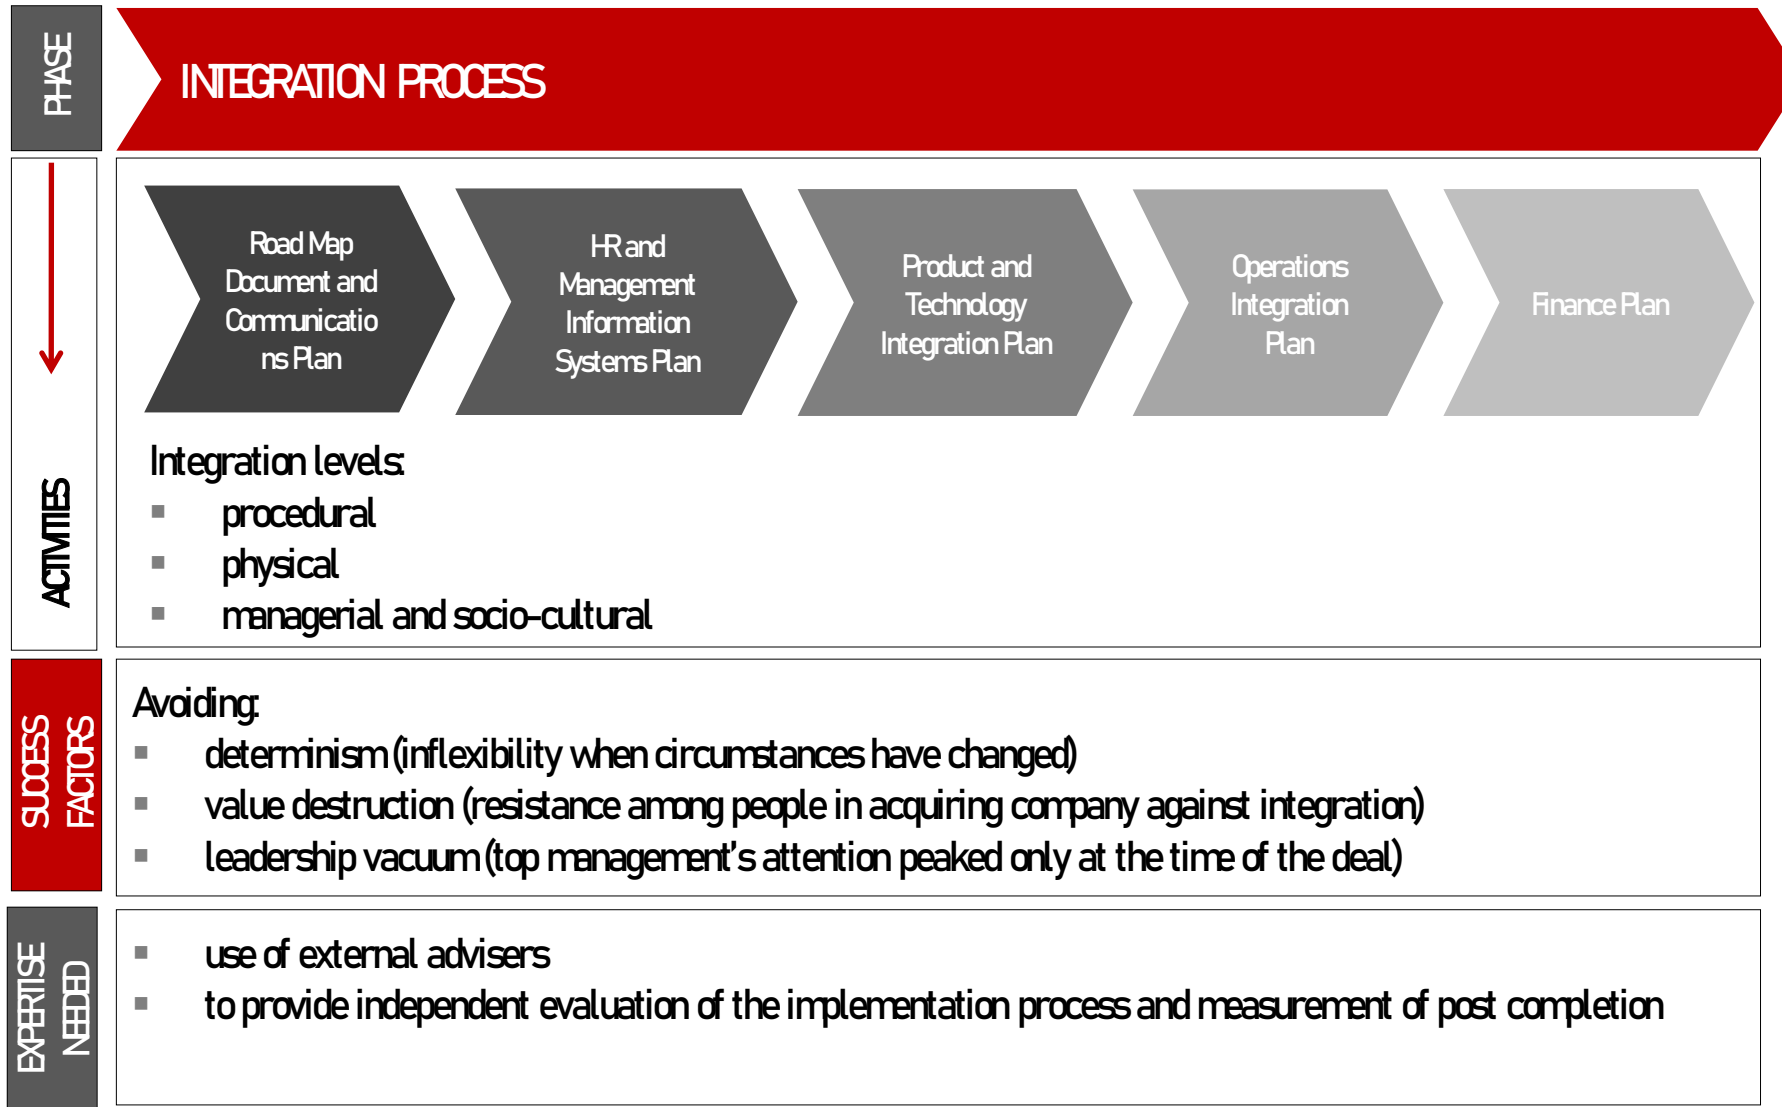 PHASE
INTEGRATION PROCESS
ACTIVITIES
Road Map
Document and
Communicatio
ns Plan
HR and
Management
Information
Systems Plan
Product and
Technology
Integration Plan
Operations
Integration
Plan
Finance Plan
Integration levels:
▪ procedural
▪ physical
▪ managerial and socio-cultural
SUCCESS
FACTORS
Avoiding:
▪ determinism (inflexibility when circumstances have changed)
▪ value destruction (resistance among people in acquiring company against integration)
▪ leadership vacuum (top management's attention peaked only at the time of the deal)
EXPERTISE
NEEDED
▪ use of external advisers
▪ to provide independent evaluation of the implementation process and measurement of post completion